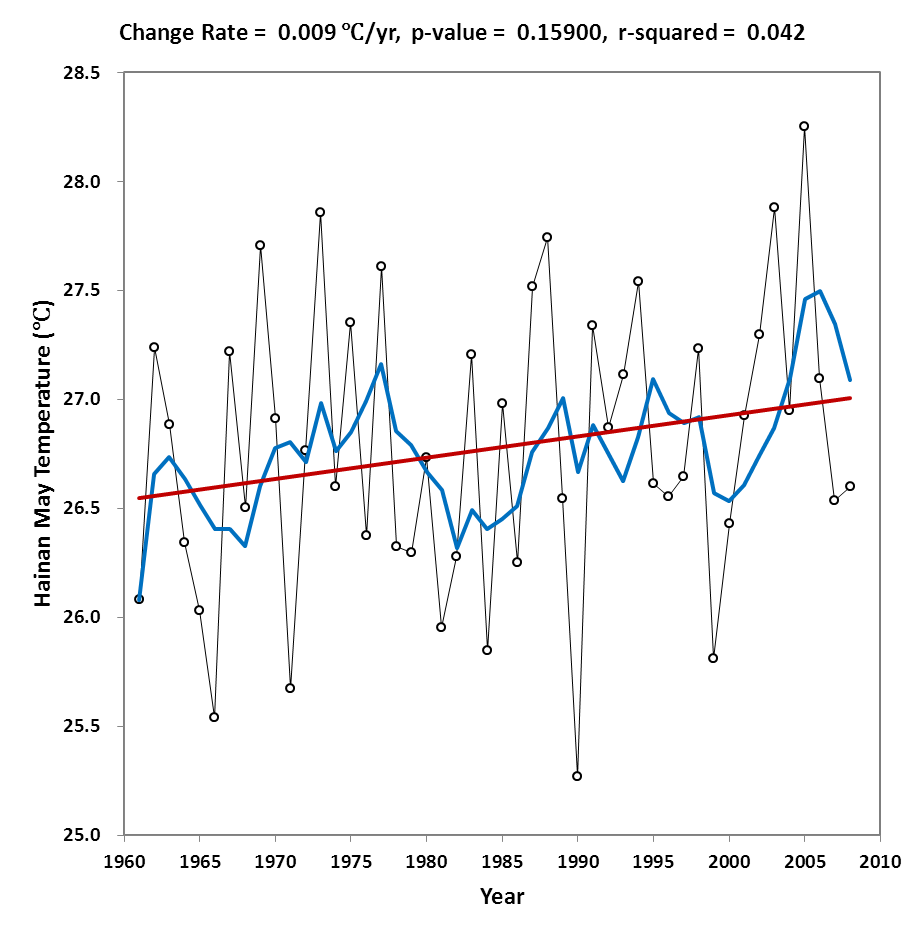 Change Rate = 0.009 ℃/yr, p-value = 0.15900, r-squared = 0.042
28.5
28.0
27.5
27.0
26.5
26.0
25.5
25.0
Hainan May Temperature (℃)
1960 1965 1970 1975 1980 1985 1990 1995 2000 2005 2010
Year